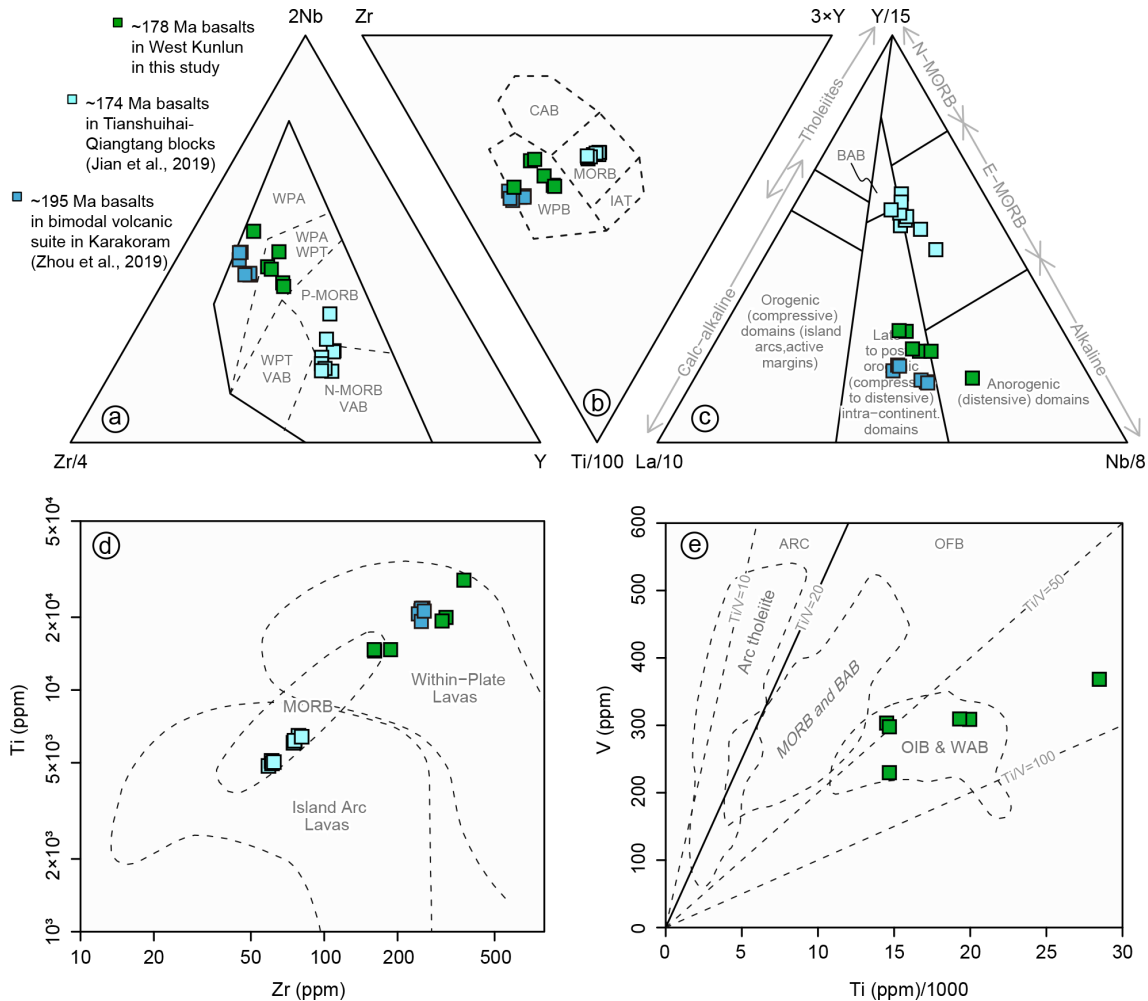 ~178 Ma basalts
in West Kunlun
in this study
~174 Ma basalts
in Tianshuihai-
Qiangtang blocks
(Jian et al., 2019)
~195 Ma basalts
in bimodal volcanic
suite in Karakoram
(Zhou et al., 2019)
2Nb
WPA
WPA
WPT
P-MORB
WPT
VAB
N-MORB
VAB
a
Zr/4
Y
Zr
3×Y
CAB
MORB
IAT
WPB
b
Ti/100
Y/15
Tholeiites
Calc-alkaline
N-MORB
E-MORB
Alkaline
BAB
Orogenic
(compressive)
domains (island
arcs,active
margins)
Late
to pos
orogenic
(compress
to distensive)
intra-continent.
domains
Anorogenic
(distensive) domains
c
La/10
Nb/8
d
5×10⁴
2×10⁴
10⁴
5×10³
2×10³
10³
Ti (ppm)
MORB
Within-Plate
Lavas
Island Arc
Lavas
10
20
50
100
200
500
Zr (ppm)
e
600
500
400
300
200
100
0
V (ppm)
ARC
OFB
Ti/V=10
Ti/V=20
Ti/V=50
Ti/V=100
Arc tholeiite
MORB and BAB
OIB & WAB
0
5
10
15
20
25
30
Ti (ppm)/1000